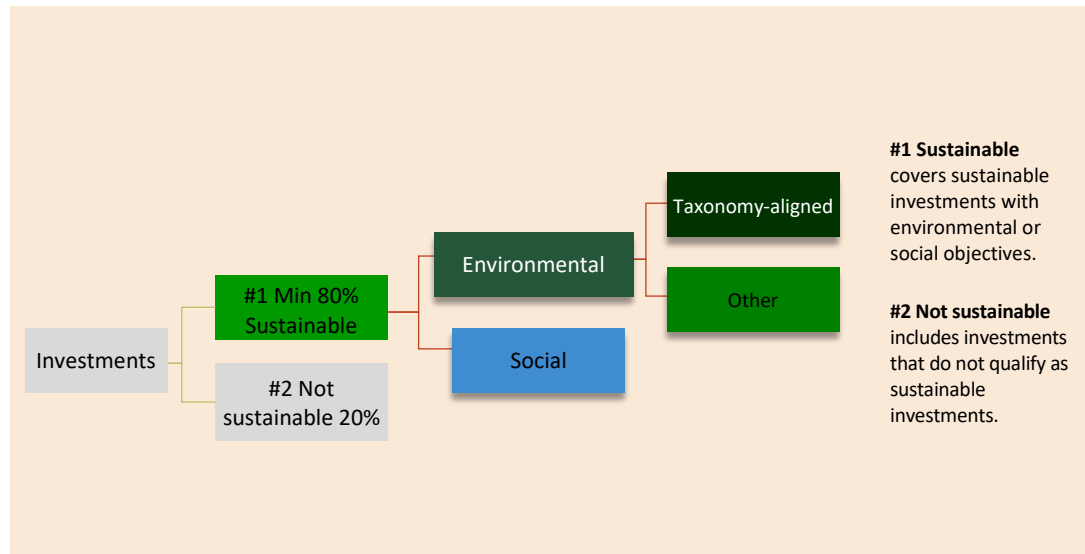 Investments
#1 Min 80%
Sustainable
#2 Not
sustainable 20%
Environmental
Social
Taxonomy-aligned
Other
#1 Sustainable
covers sustainable
investments with
environmental or
social objectives.
#2 Not sustainable
includes investments
that do not qualify as
sustainable
investments.